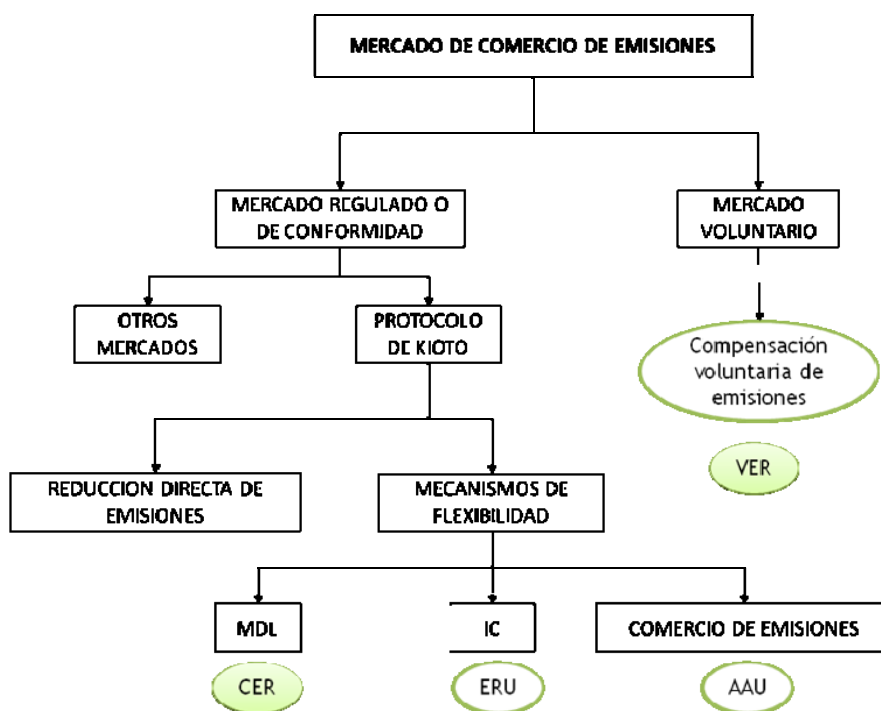 MERCADO DE COMERCIO DE EMISIONES
MERCADO REGULADO O
DE CONFORMIDAD
MERCADO
VOLUNTARIO
OTROS
MERCADOS
PROTOCOLO
DE KIOTO
Compensación
voluntaria de
emisiones
VER
REDUCCION DIRECTA DE
EMISIONES
MECANISMOS DE
FLEXIBILIDAD
MDL
IC
COMERCIO DE EMISIONES
CER
ERU
AAU